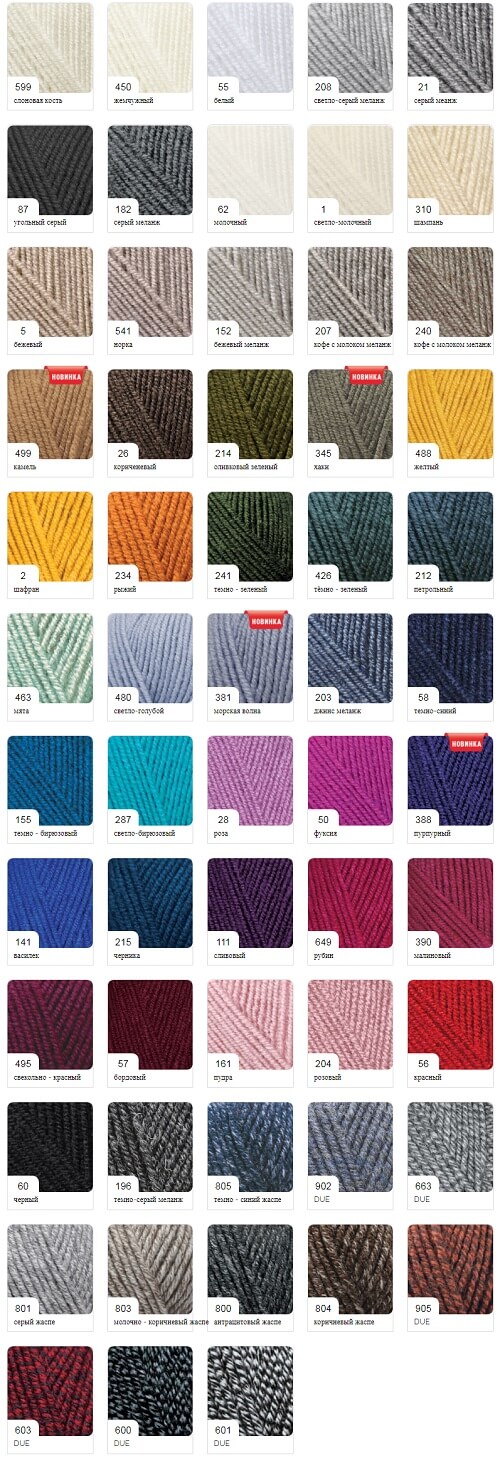 599
слоновая кость
450
жемчужный
55
белый
208
светло-серый меланж
21
серый меанж
87
угольный серый
182
серый меланж
62
молочный
1
светло-молочный
310
шампань
5
бежевый
541
норка
152
бежевый меланж
207
кофе с молоком меланж
240
кофе с молоком меланж
НОВИНКА
499
камель
26
коричневый
214
оливковый зеленый
НОВИНКА
345
хаки
488
желтый
2
шафран
234
рыжий
241
темно - зеленый
426
тёмно - зеленый
212
петрольный
463
мята
480
светло-голубой
НОВИНКА
381
морская волна
203
джинс меланж
58
темно-синий
155
темно - бирюзовый
287
светло-бирюзовый
28
роза
50
фуксия
НОВИНКА
388
пурпурный
141
василек
215
черника
111
сливовый
649
рубин
390
малиновый
495
свекольно - красный
57
бордовый
161
пудра
204
розовый
56
красный
60
черный
196
темно-серый меланж
805
темно - синий жаспе
902
DUE
663
DUE
801
серый жаспе
803
молочно - коричневый жаспе
800
антрацитовый жаспе
804
коричневый жаспе
905
DUE
603
DUE
600
DUE
601
DUE